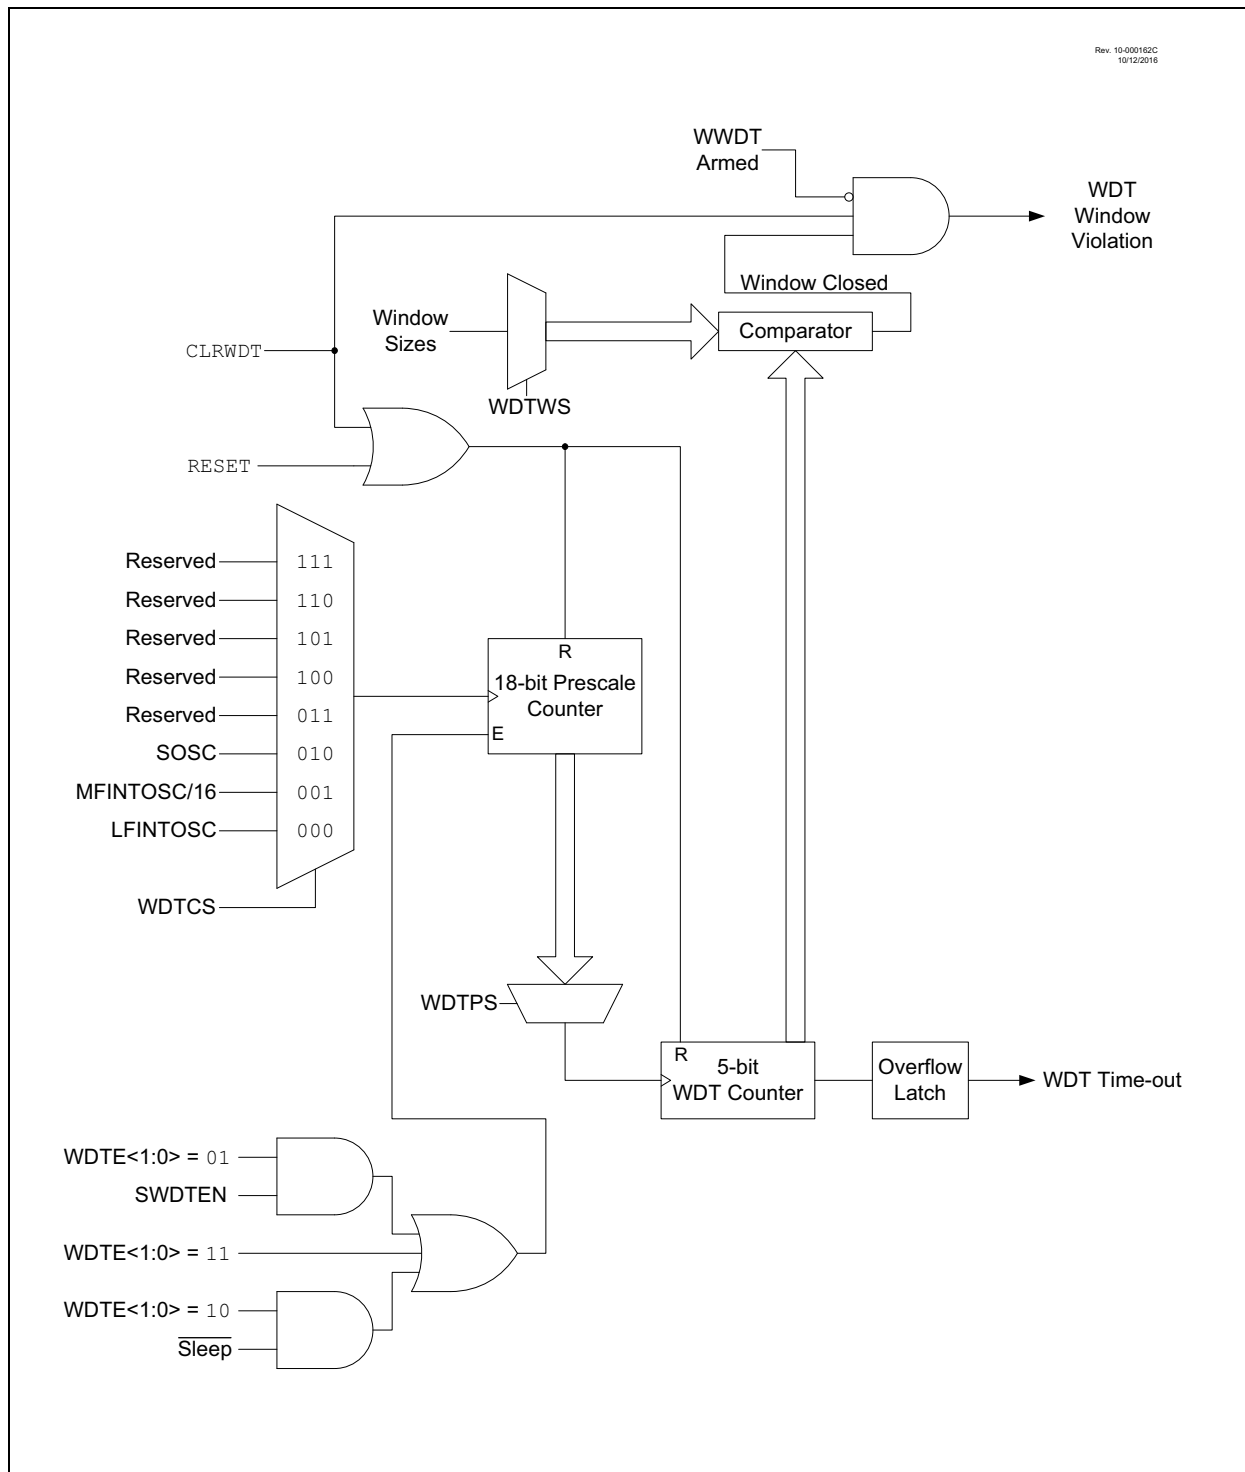 Rev. 10-000162C
10/12/2016
WWDT
Armed
WDT
Window
Violation
Window Closed
Window
Sizes
Comparator
CLRWDT
WDTWS
RESET
Reserved 111
Reserved 110
Reserved 101
Reserved 100
Reserved 011
SOSC 010
MFINTOSC/16 001
LFINTOSC 000
WDTCS
R
18-bit Prescale
Counter
E
WDTPS
R
5-bit
WDT Counter
Overflow
Latch
WDT Time-out
WDTE<1:0> = 01
SWDTEN
WDTE<1:0> = 11
WDTE<1:0> = 10
Sleep